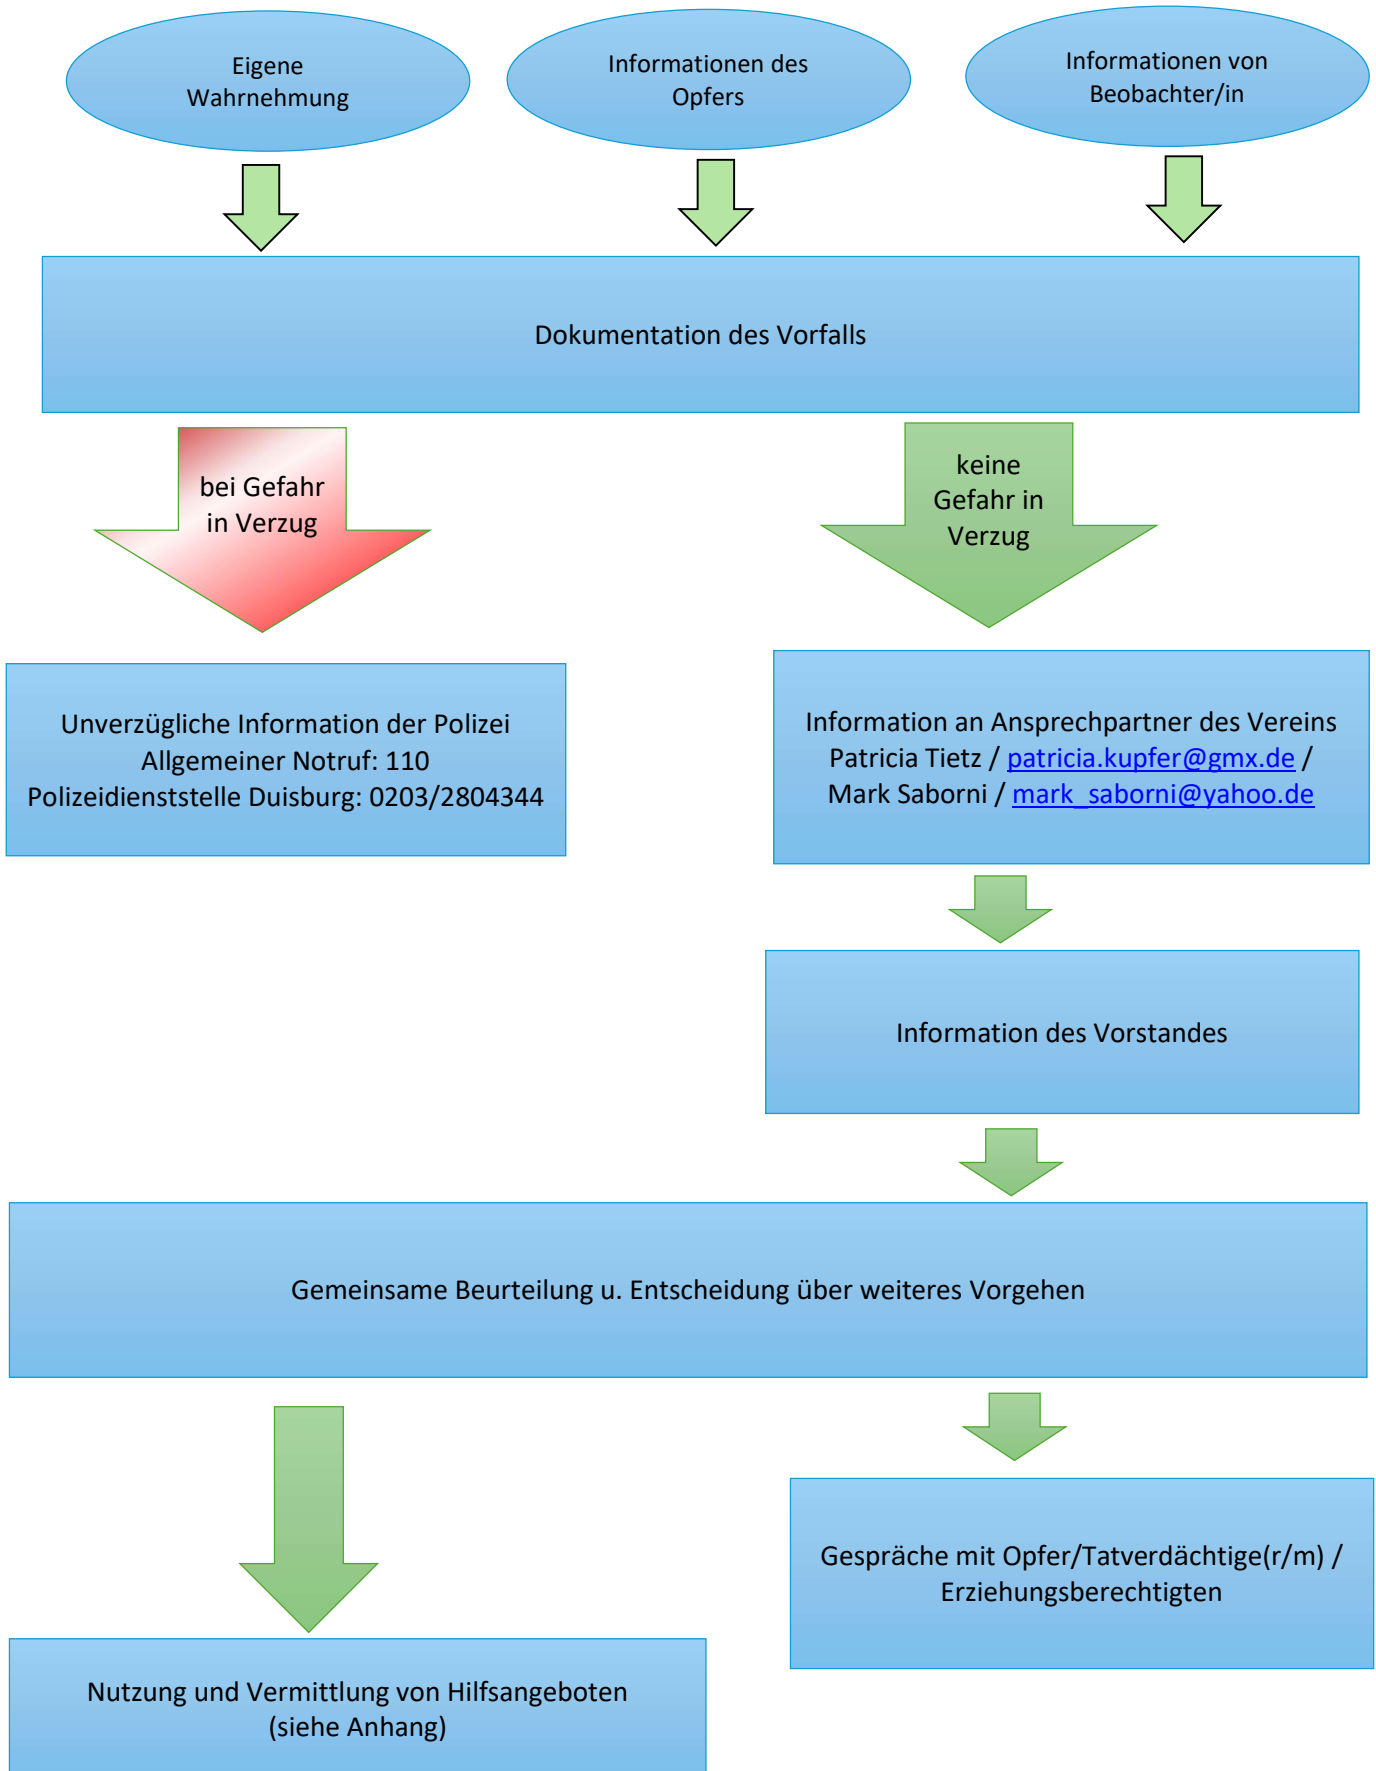 Eigene
Wahrnehmung
Informationen des
Opfers
Informationen von
Beobachter/in
Dokumentation des Vorfalls
bei Gefahr
in Verzug
keine
Gefahr in
Verzug
Unverzügliche Information der Polizei
Allgemeiner Notruf: 110
Polizeidienststelle Duisburg: 0203/2804344
Information an Ansprechpartner des Vereins
Patricia Tietz / patricia.kupfer@gmx.de /
Mark Saborni / mark_saborni@yahoo.de
Information des Vorstandes
Gemeinsame Beurteilung u. Entscheidung über weiteres Vorgehen
Gespräche mit Opfer/Tatverdächtige(r/m) /
Erziehungsberechtigten
Nutzung und Vermittlung von Hilfsangeboten
(siehe Anhang)